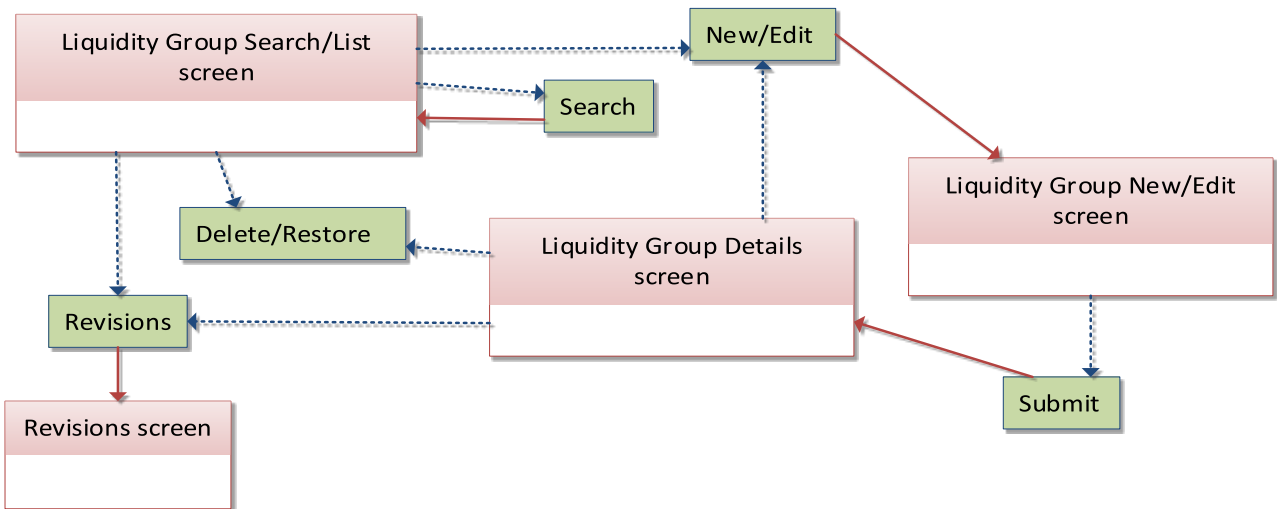 Liquidity Group Search/List
screen
New/Edit
Search
Liquidity Group New/Edit
screen
Delete/Restore
Liquidity Group Details
screen
Revisions
Submit
Revisions screen